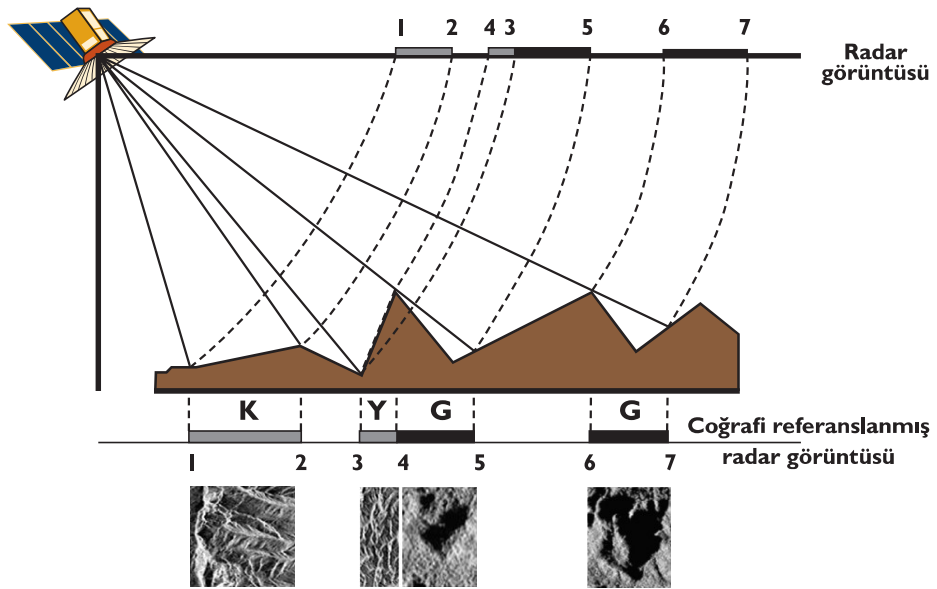 1 2 4 3 5 6 7
Radar
görüntüsü
K Y G G
Coğrafi referanslanmış
radar görüntüsü
1 2 3 4 5 6 7